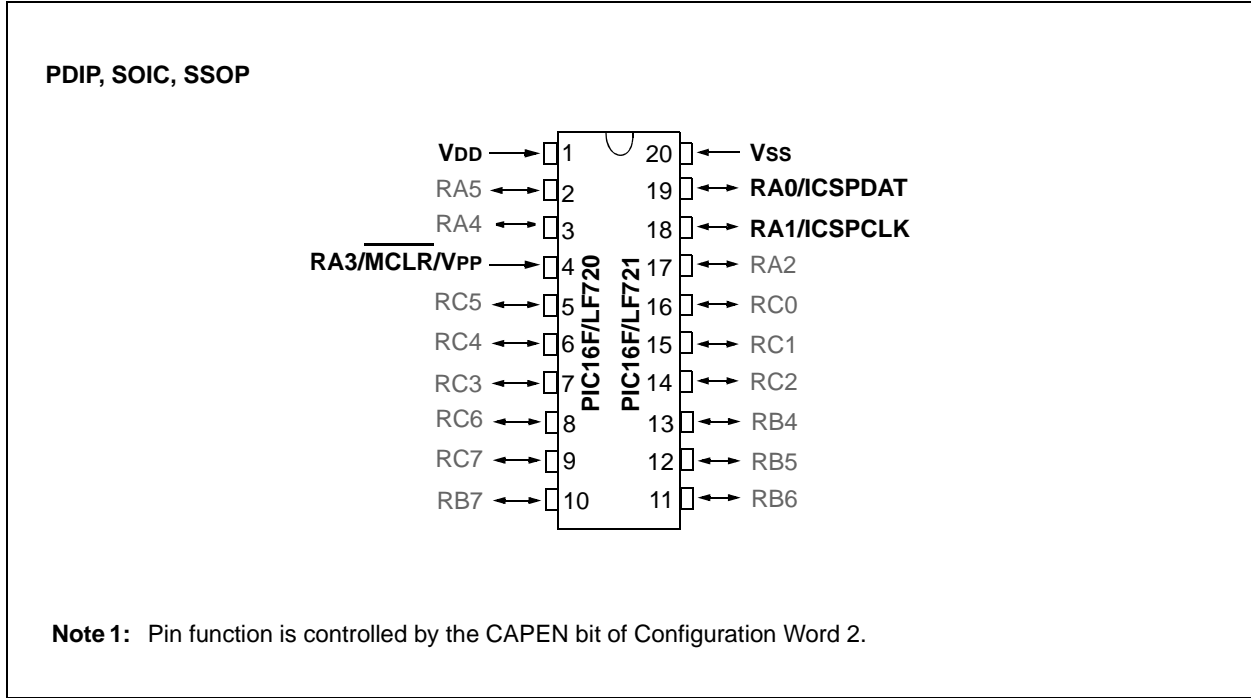 PDIP, SOIC, SSOP
VDD 1 20 VSS
RA5 2 19 RA0/ICSPDAT
RA4 3 18 RA1/ICSPCLK
RA3/MCLR/VPP 4 17 RA2
RC5 5 16 RC0
RC4 6 15 RC1
RC3 7 14 RC2
RC6 8 13 RB4
RC7 9 12 RB5
RB7 10 11 RB6
PIC16F/LF720
PIC16F/LF721
Note 1: Pin function is controlled by the CAPEN bit of Configuration Word 2.